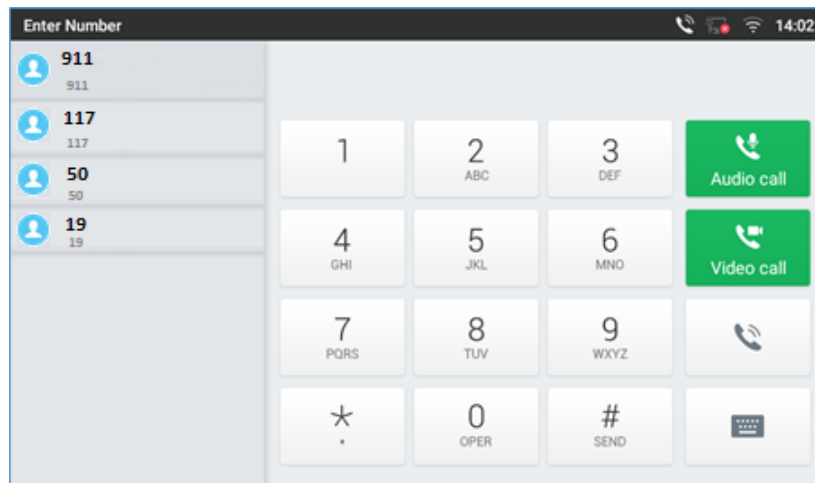 Enter Number
14:02
911
911
117
117
50
50
19
19
1
2
ABC
3
DEF
Audio call
4
GHI
5
JKL
6
MNO
Video call
7
PQRS
8
TUV
9
WXYZ
*
.
0
OPER
#
SEND